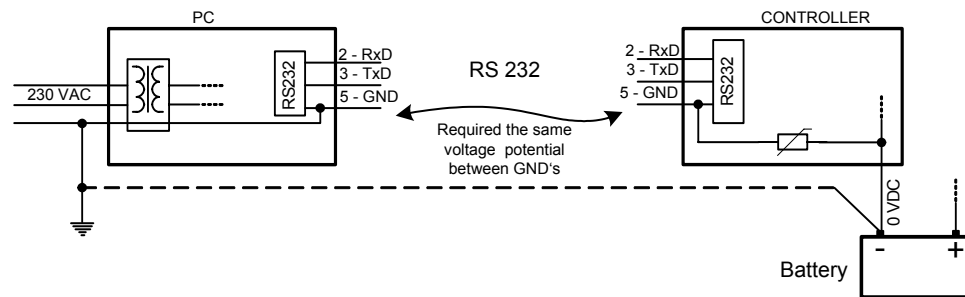 PC
230 VAC
RS232
2 - RxD
3 - TxD
5 - GND
RS 232
Required the same
voltage potential
between GND's
CONTROLLER
2 - RxD
3 - TxD
5 - GND
RS232
0 VDC
Battery
- +